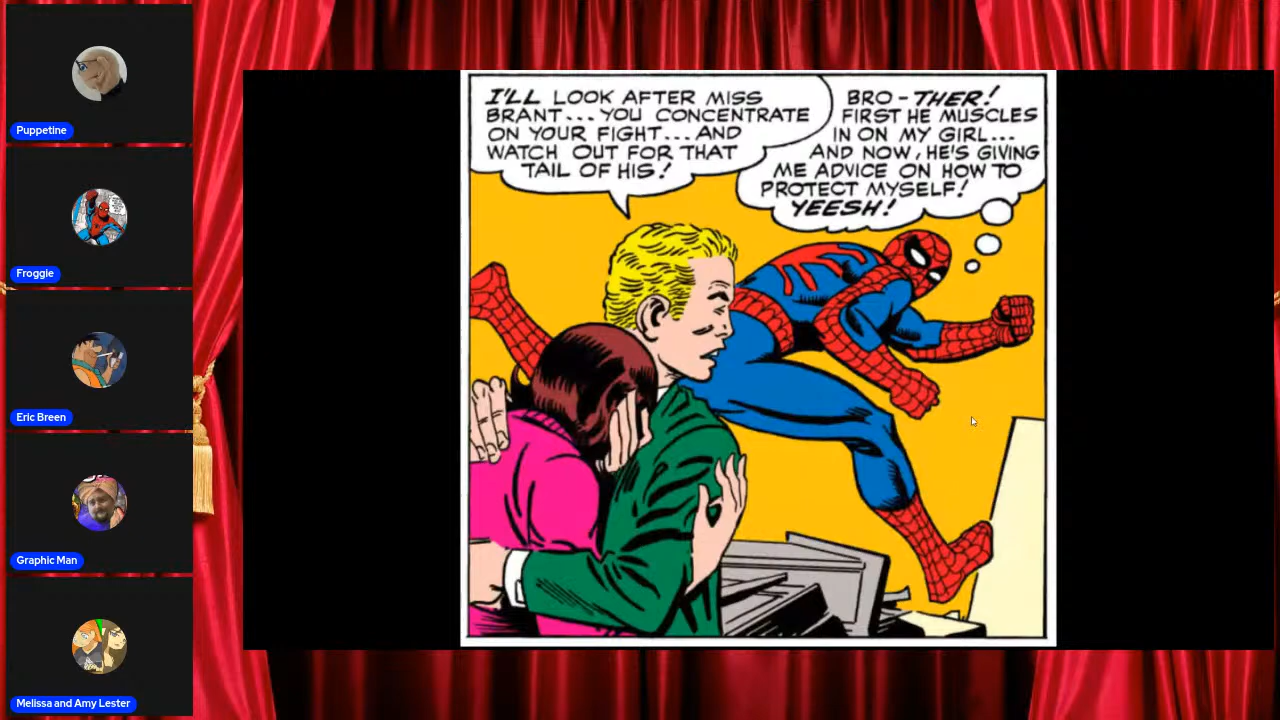 Puppetine
Froggie
Eric Breen
Graphic Man
Melissa and Amy Lester
I'LL LOOK AFTER MISS
BRANT... YOU CONCENTRATE
ON YOUR FIGHT... AND
WATCH OUT FOR THAT
TAIL OF HIS!
BRO-THER!
FIRST HE MUSCLES
IN ON MY GIRL...
AND NOW, HE'S GIVING
ME ADVICE ON HOW TO
PROTECT MYSELF!
YEESH!